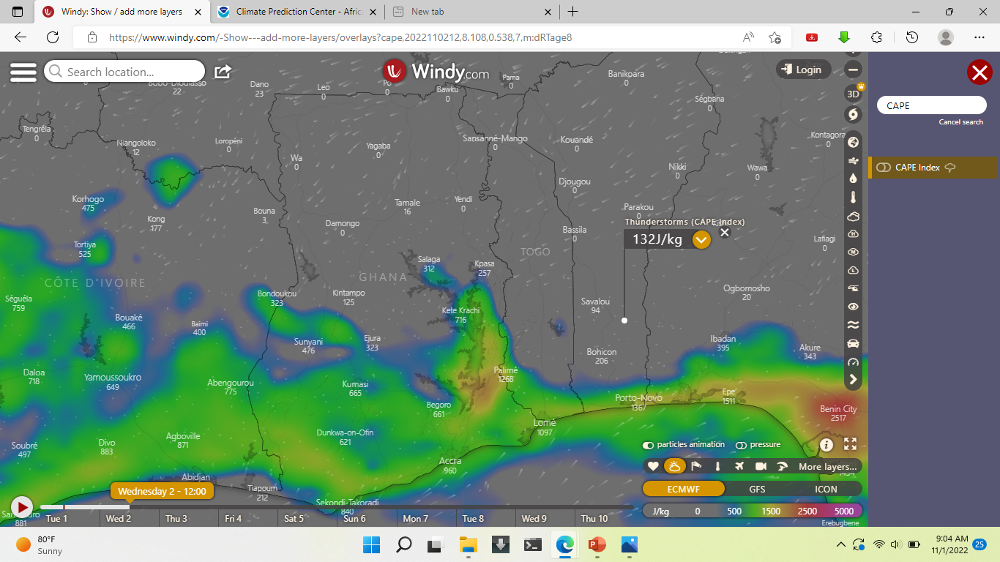 Windy: Show / add more layers
Climate Prediction Center - Afric
New tab
https://www.windy.com/-Show---add-more-layers/overlays?cape,2022110212,8.108,0.538,7,m:dRTage8
Search location...
Windy.com
Login
CAPE
Cancel search
CAPE Index
3D
Bobo-Dioulasso
22
Dano
23
Leo
0
Po
0
Bawku
0
Pama
0
Banikoara
0
Ségbana
0
Tengréla
0
Niangoloko
12
Loropéni
0
Wa
0
Yagaba
0
Sansanné-Mango
0
Kouandé
0
Kontagora
0
Nikki
0
Wawa
0
Djougou
0
Korhogo
475
Kong
177
Bouna
3
Tamale
16
Yendi
0
Damongo
0
Parakou
0
Thunderstorms (CAPE Index)
132J/kg
Bassila
0
Lafiagi
0
Tortiya
525
TOGO
Salaga
312
Kpasa
257
GHANA
CÔTE D'IVOIRE
Séguéla
759
Bondoukou
323
Kintampo
125
Kete Krachi
716
Savalou
94
Ogbomosho
20
Bouaké
466
Baimi
400
Sunyani
476
Ejura
323
Bohicon
206
Ibadan
395
Akure
343
Daloa
718
Yamoussoukro
649
Abengourou
775
Kumasi
665
Palimé
1268
Begoro
661
Porto-Novo
1367
Epe
1511
Benin City
2517
Lomé
1097
Soubré
497
Divo
883
Agboville
871
Dunkwa-on-Ofin
621
Accra
960
Abidjan
Tiapoum
212
Sekondi-Takoradi
840
881
particles animation
pressure
More layers...
ECMWF
GFS
ICON
J/kg 0 500 1500 2500 5000
Erebugbene
Wednesday 2 - 12:00
Tue 1
Wed 2
Thu 3
Fri 4
Sat 5
Sun 6
Mon 7
Tue 8
Wed 9
Thu 10
80°F
Sunny
9:04 AM
11/1/2022
25